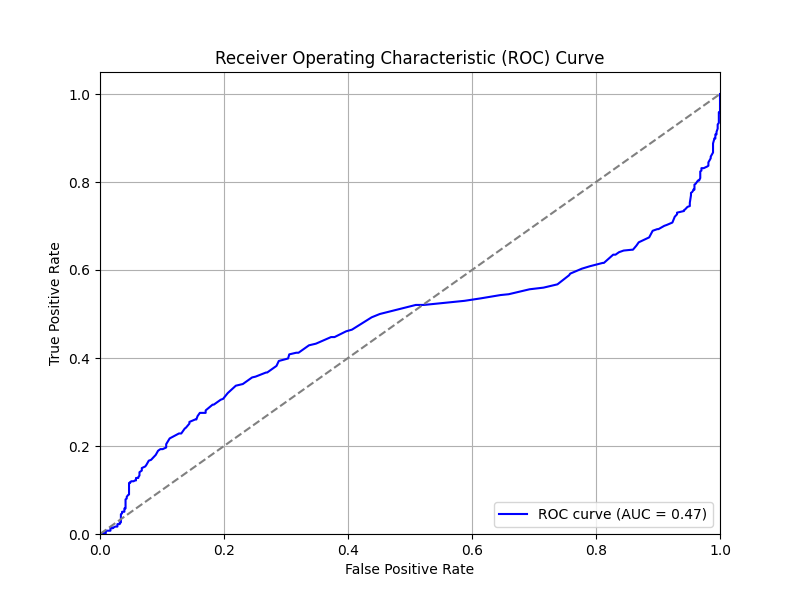 Receiver Operating Characteristic (ROC) Curve
True Positive Rate
1.0
0.8
0.6
0.4
0.2
0.0
0.0 0.2 0.4 0.6 0.8 1.0
False Positive Rate
ROC curve (AUC = 0.47)